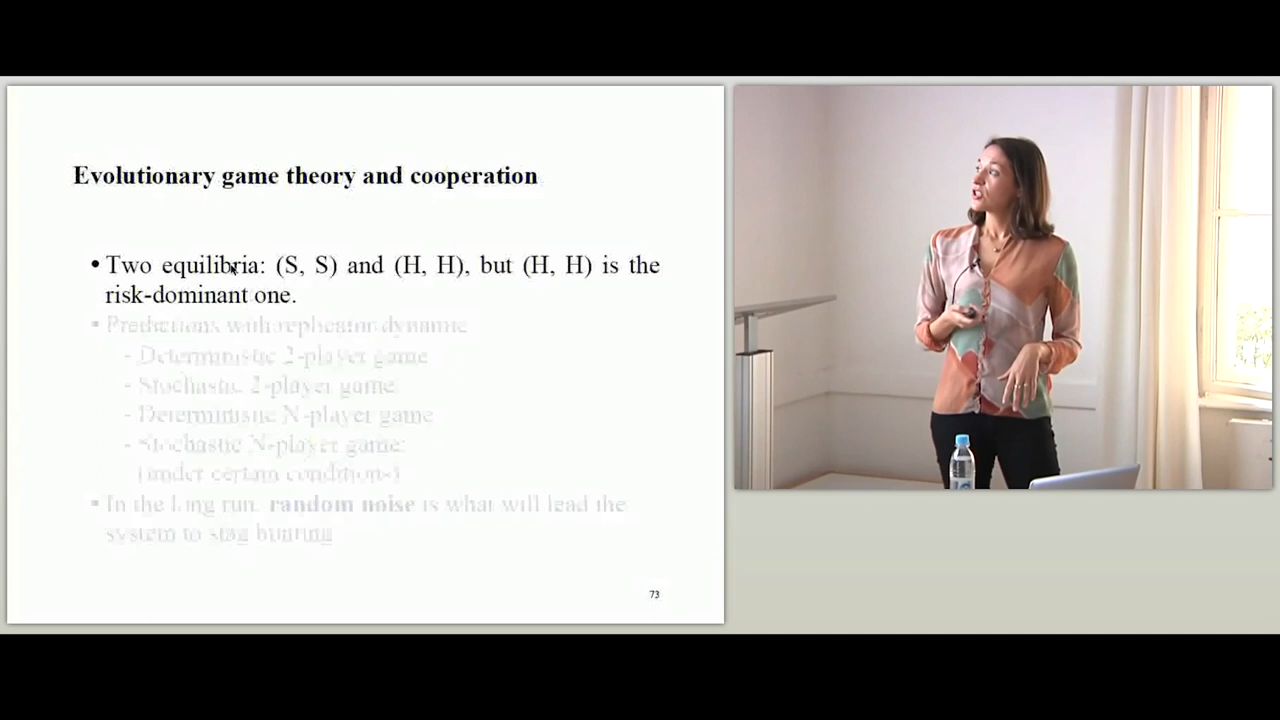 Evolutionary game theory and cooperation
• Two equilibria: (S, S) and (H, H), but (H, H) is the
risk-dominant one.
▪ Predictions with replicator dynamic
- Deterministic 2-player game
- Stochastic 2-player game
- Deterministic N-player game
- Stochastic N-player game
(under certain conditions)
▪ In the long run, random noise is what will lead the
system to stag hunting
73